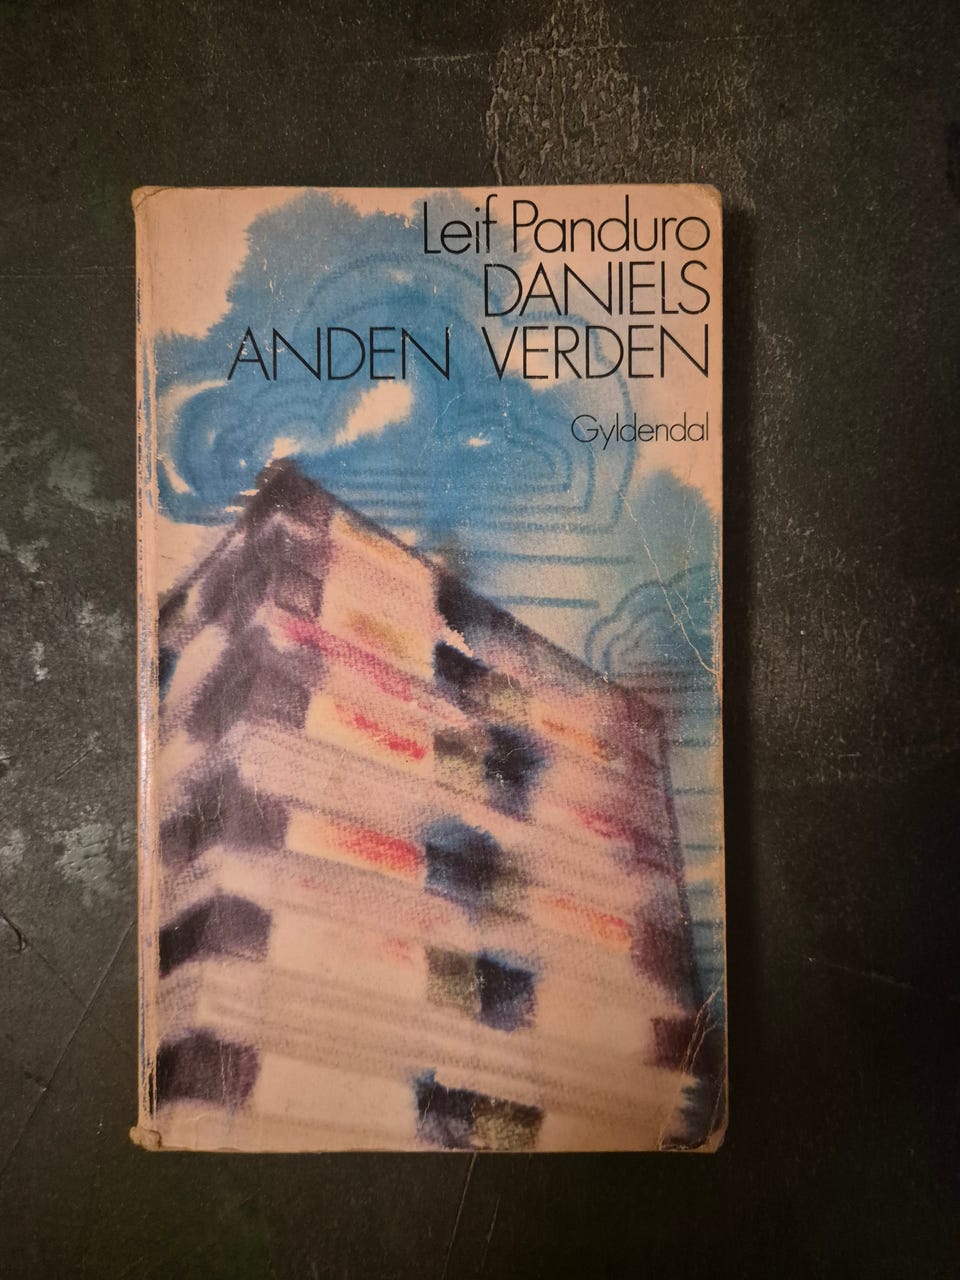 Leif Panduro
DANIELS
ANDEN VERDEN
Gyldendal